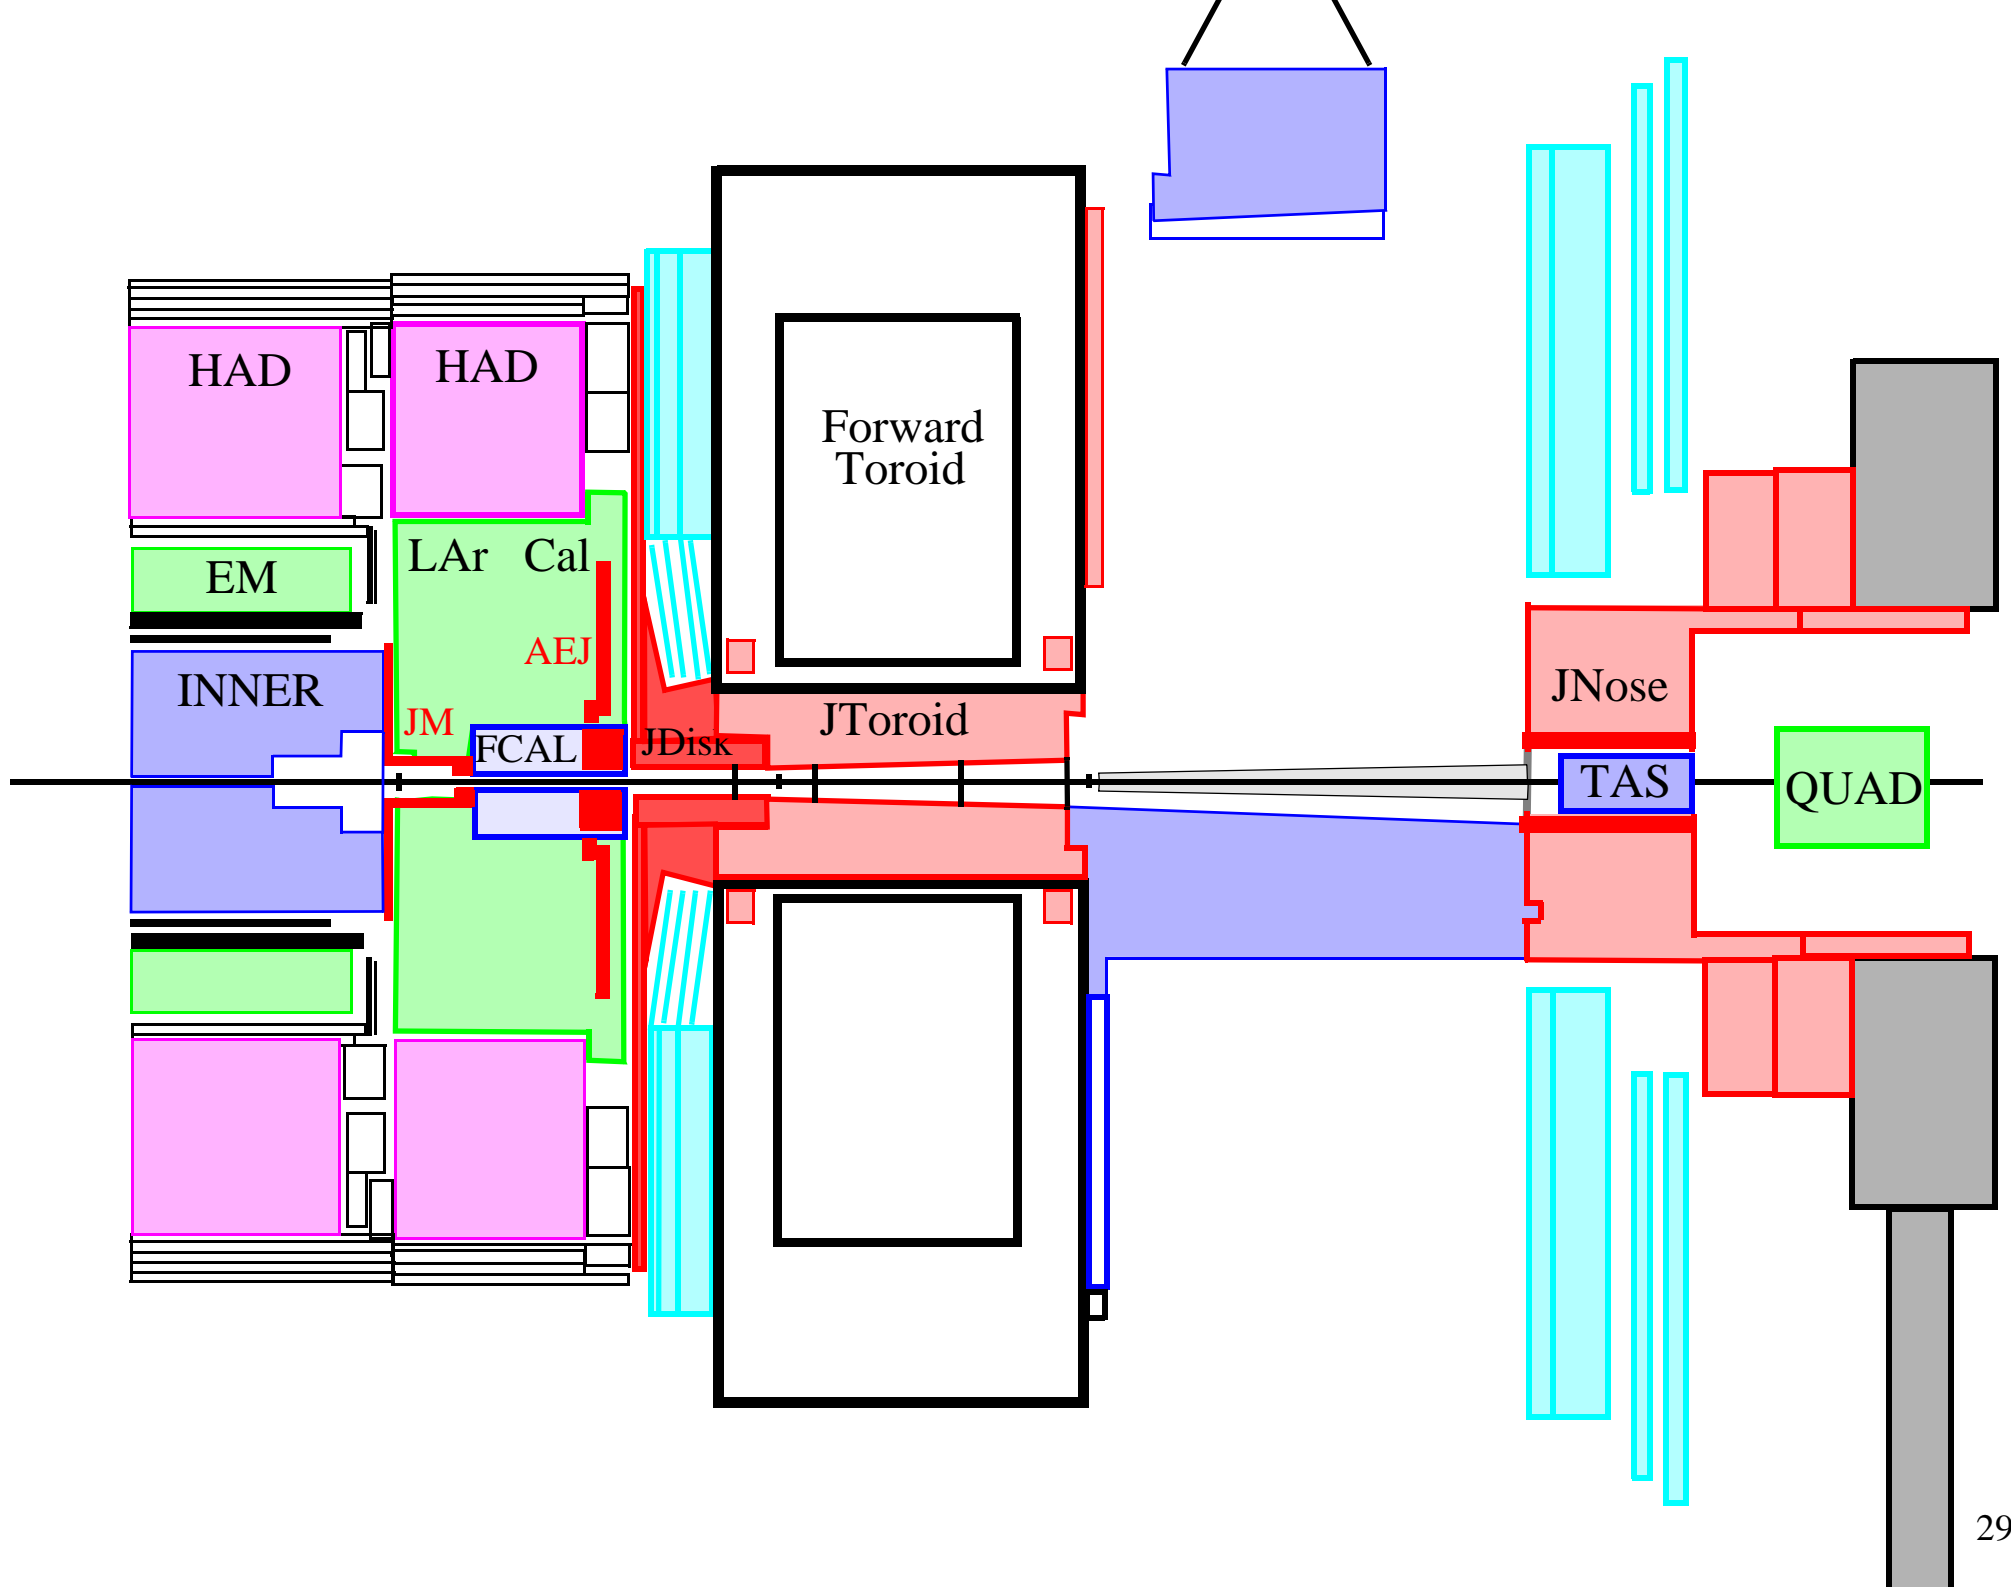 HAD
HAD
Forward
Toroid
LAr Cal
EM
AEJ
INNER
JM
FCAL
JDisk
JToroid
JNose
TAS
QUAD
29